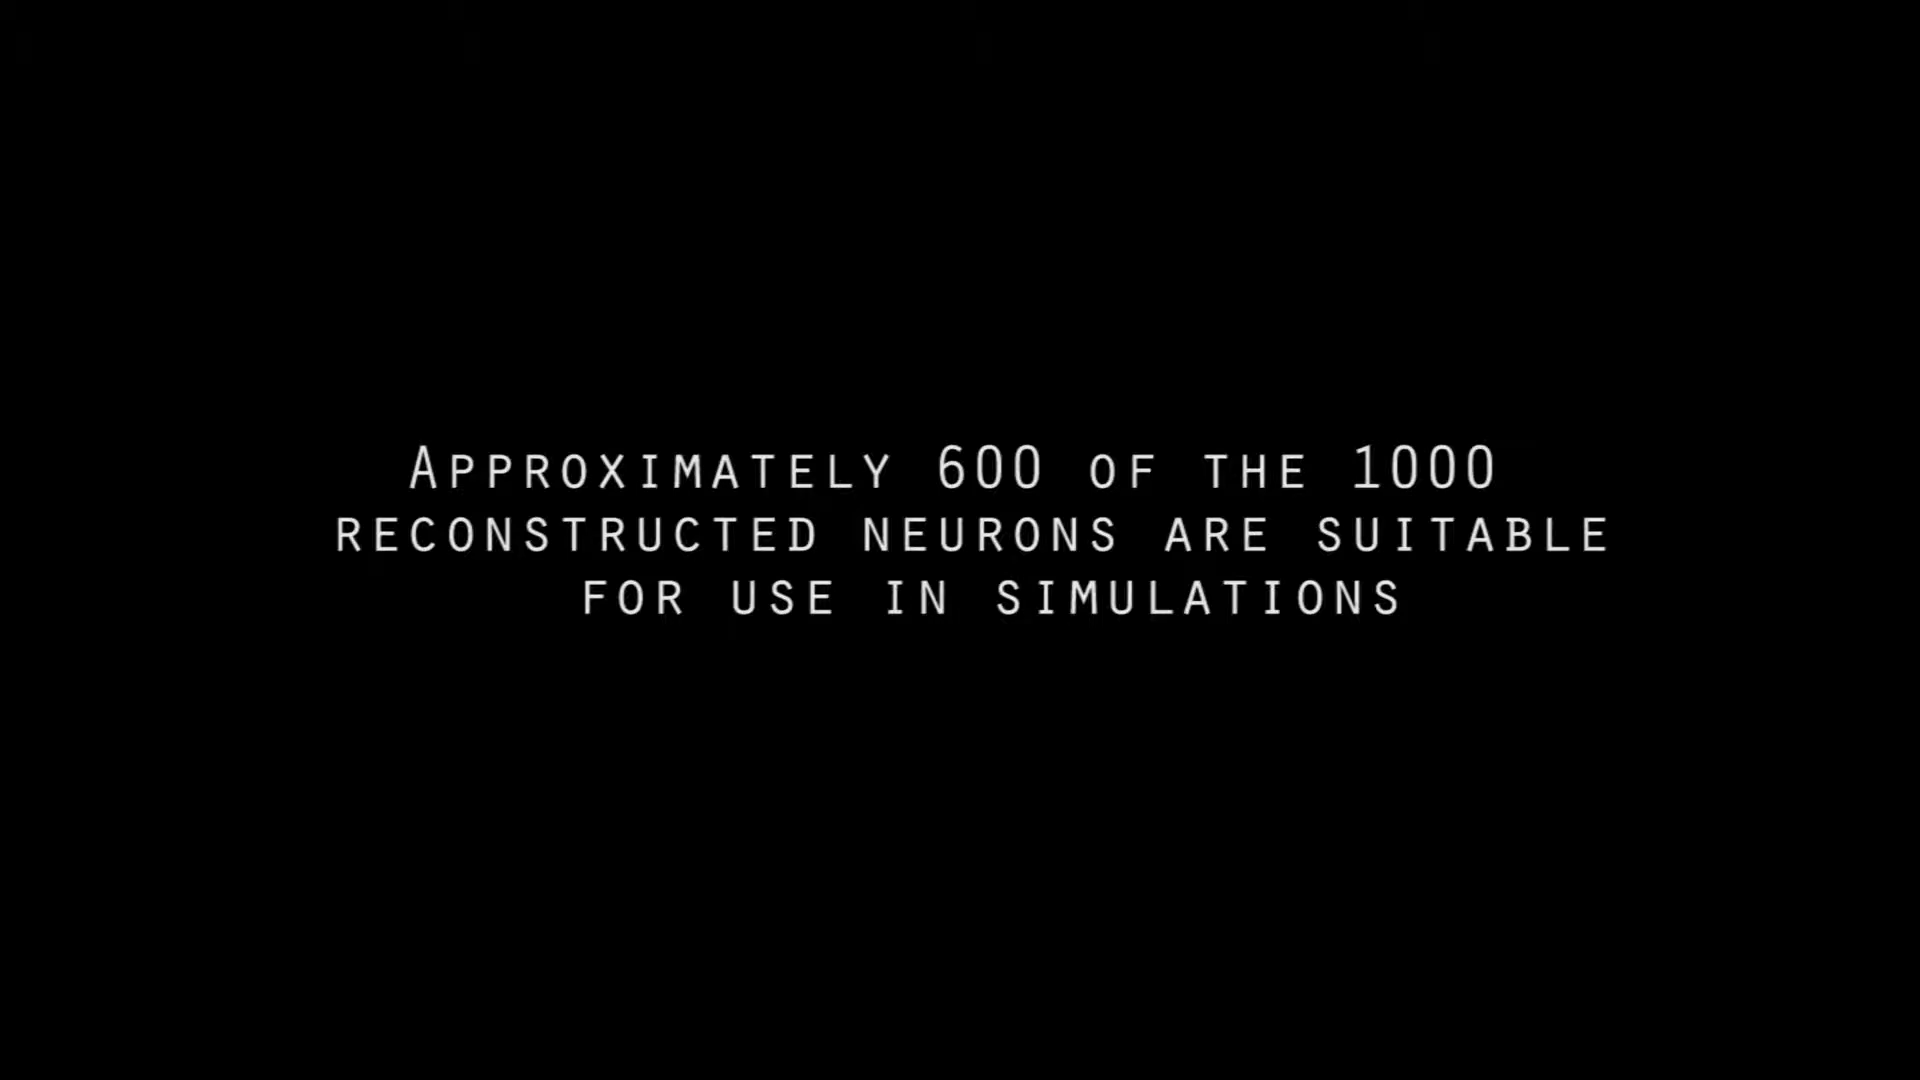 Approximately 600 of the 1000
reconstructed neurons are suitable
for use in simulations